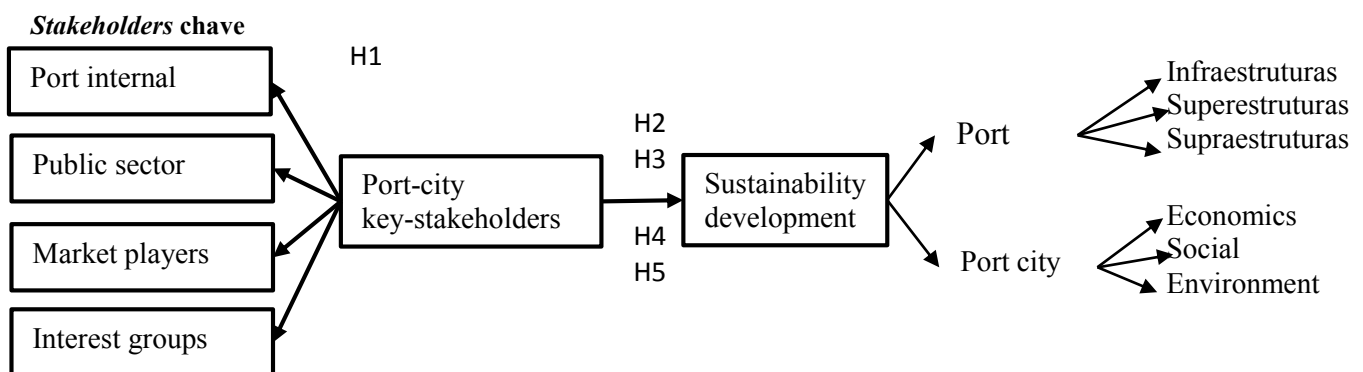 Stakeholders chave
Port internal
Public sector
Market players
Interest groups
H1
Port-city
key-stakeholders
H2
H3
H4
H5
Sustainability
development
Port
Infraestruturas
Superestruturas
Supraestruturas
Port city
Economics
Social
Environment